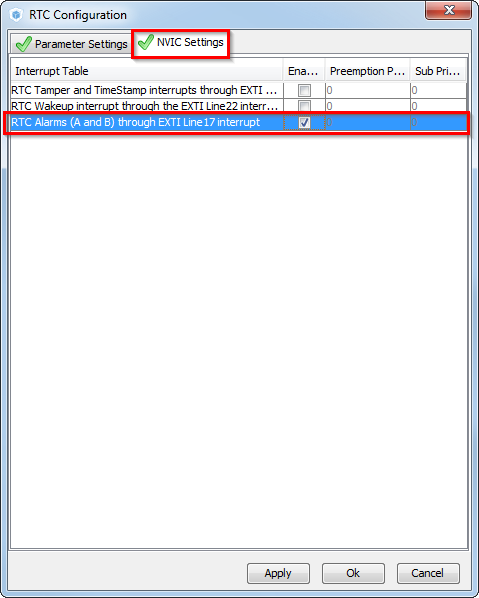 RTC Configuration
Parameter Settings
NVIC Settings
Interrupt Table Ena... Preemption P... Sub Pri...
RTC Tamper and TimeStamp interrupts through EXTI ... 0 0
RTC Wakeup interrupt through the EXTI Line22 interr... 0 0
RTC Alarms (A and B) through EXTI Line17 interrupt 0 0
Apply Ok Cancel